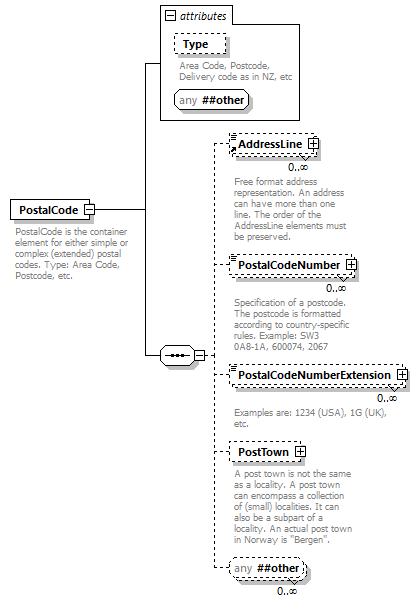 attributes
Type
Area Code, Postcode,
Delivery code as in NZ, etc
any ##other
AddressLine
0..∞
Free format address
representation. An address
can have more than one
line. The order of the
AddressLine elements must
be preserved.
PostalCode
PostalCode is the container
element for either simple or
complex (extended) postal
codes. Type: Area Code,
Postcode, etc.
PostalCodeNumber
0..∞
Specification of a postcode.
The postcode is formatted
according to country-specific
rules. Example: SW3
0A8-1A, 600074, 2067
PostalCodeNumberExtension
0..∞
Examples are: 1234 (USA), 1G (UK),
etc.
PostTown
A post town is not the same
as a locality. A post town
can encompass a collection
of (small) localities. It can
also be a subpart of a
locality. An actual post town
in Norway is "Bergen".
any ##other
0..∞